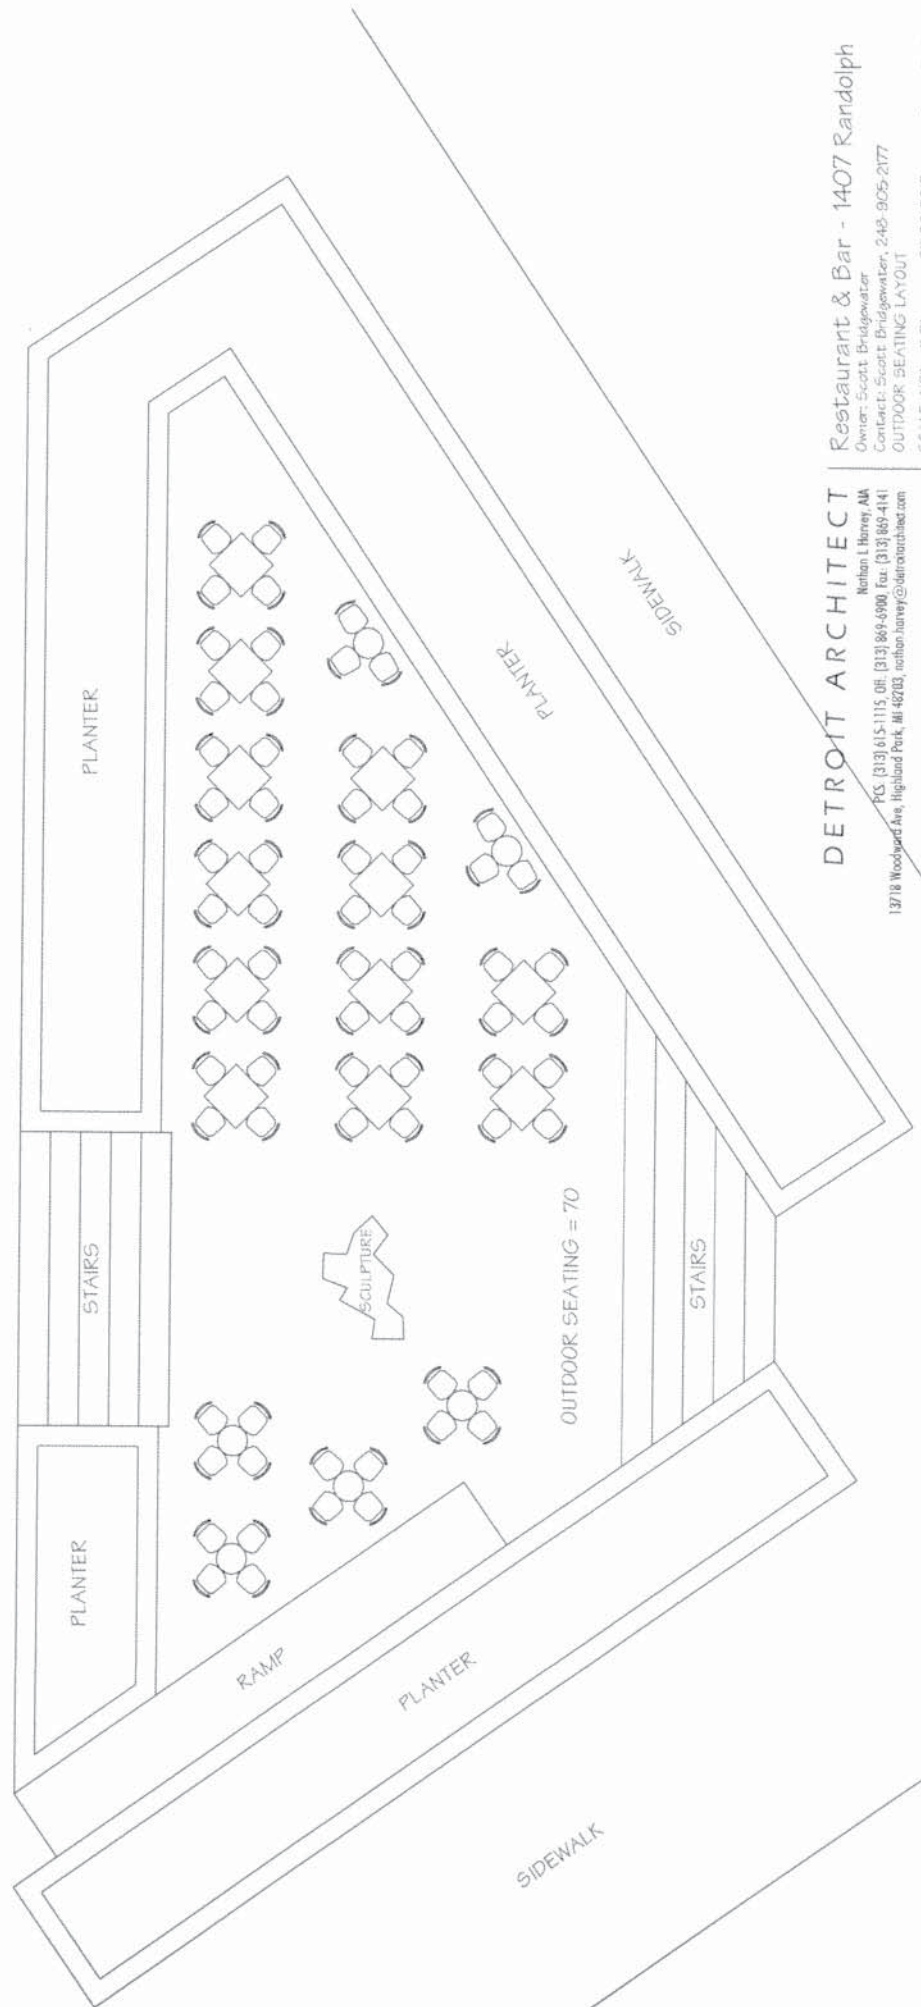 PLANTER
STAIRS
PLANTER
RAMP
PLANTER
SIDEWALK
SCULPTURE
OUTDOOR SEATING = 70
STAIRS
PLANTER
SIDEWALK
DETROIT ARCHITECT
Nathan L Harvey, AIA
PCS: (313) 615-1115, Off: (313) 869-6900, Fax: (313) 869-4141
13718 Woodward Ave, Highland Park, MI 48203, nathan.harvey@detroitarchitect.com
Restaurant & Bar - 1407 Randolph
Owner: Scott Bridgewater
Contact: Scott Bridgewater, 248-905-2177
OUTDOOR SEATING LAYOUT